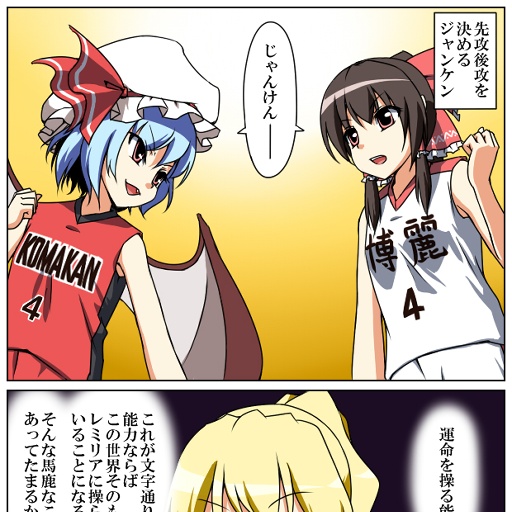 先攻後攻を
決める
ジャンケン
じゃんけん―
KOMAKAN
4
博麗
4
運命を操る能
これが文字通り
能力ならば
この世界そのも
レミリアに操ら
いることになる
そんな馬鹿なこ
あってたまるか